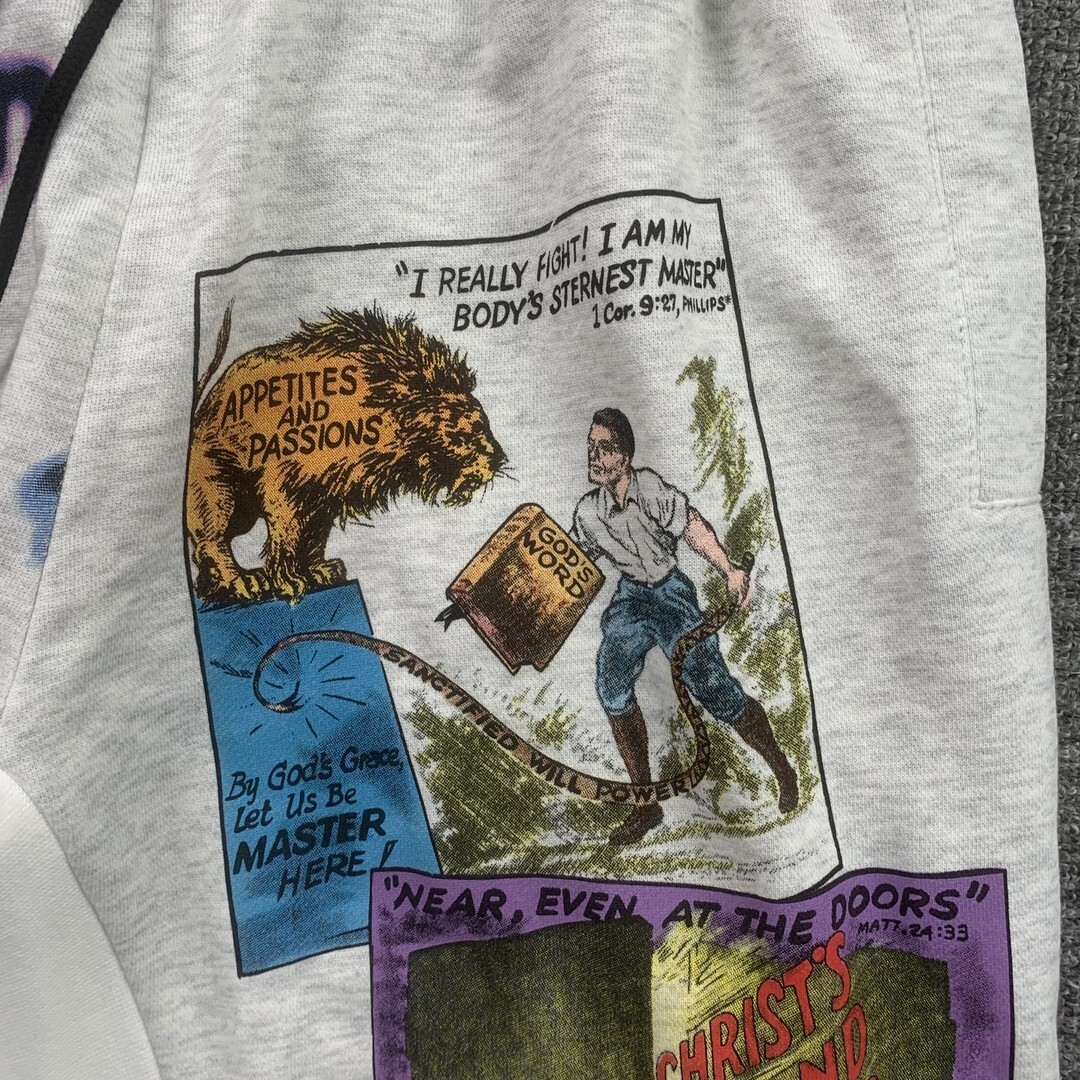 "I REALLY FIGHT! I AM MY
BODY'S STERNEST MASTER"
1 Cor. 9:27, PHILLIPS*
APPETITES
AND
PASSIONS
GOD'S
WORD
SANCTIFIED WILL POWER
By God's Grace,
Let Us Be
MASTER
HERE!
"NEAR, EVEN AT THE DOORS"
MATT. 24:33
CHRIST'S